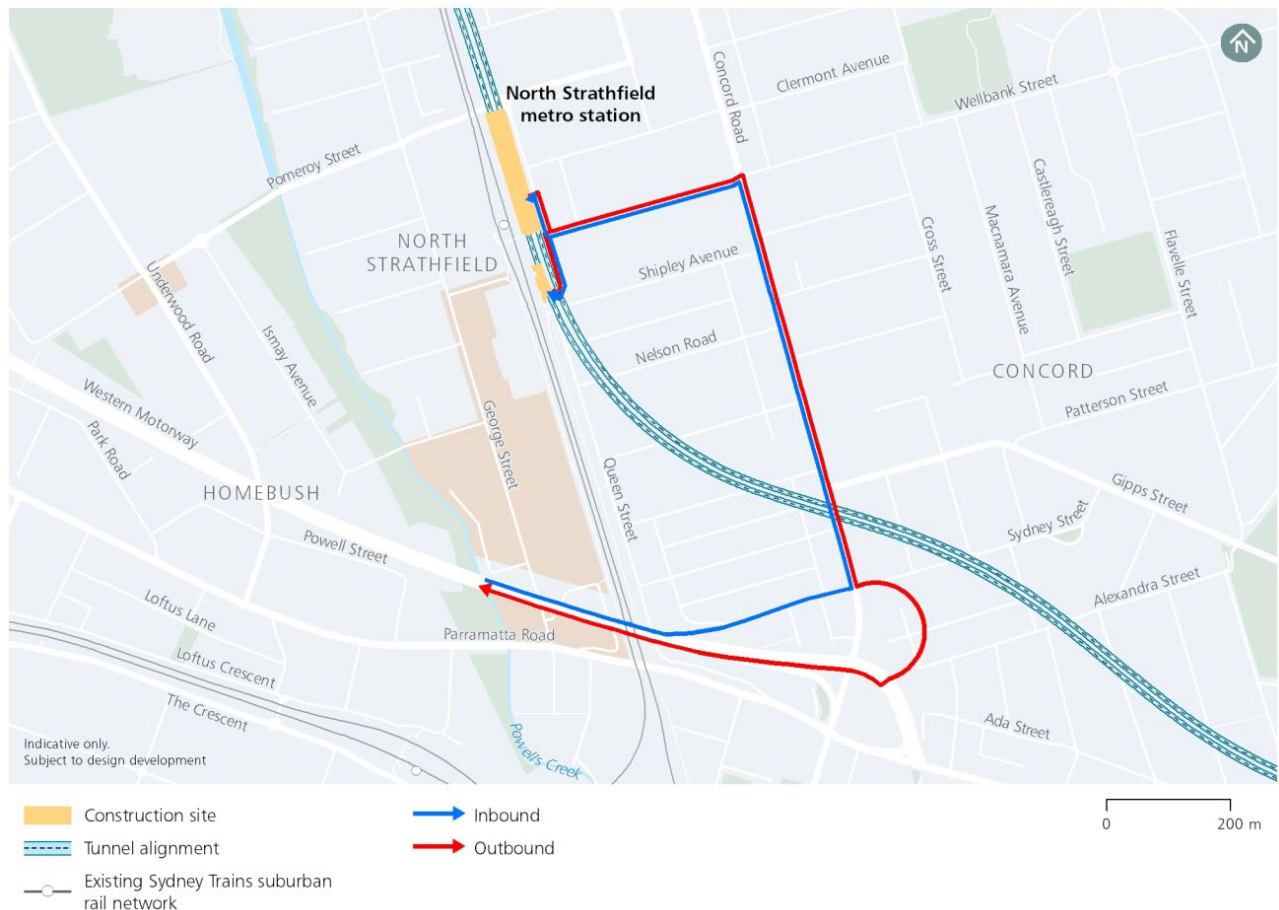 N
North Strathfield
metro station
Concord Road
Clermont Avenue
Wellbank Street
Pomeroy Street
NORTH
STRATHFIELD
Shipley Avenue
Cross Street
Macnamara Avenue
Castlereagh Street
Flavelle Street
Underwood Road
Ismay Avenue
Nelson Road
CONCORD
Patterson Street
Western Motorway
Park Road
George Street
Queen Street
HOMEBUSH
Gipps Street
Sydney Street
Powell Street
Alexandra Street
Loftus Lane
Parramatta Road
Loftus Crescent
The Crescent
Ada Street
Powell's Creek
Indicative only.
Subject to design development
Construction site
Inbound
Tunnel alignment
Outbound
0 200 m
Existing Sydney Trains suburban
rail network